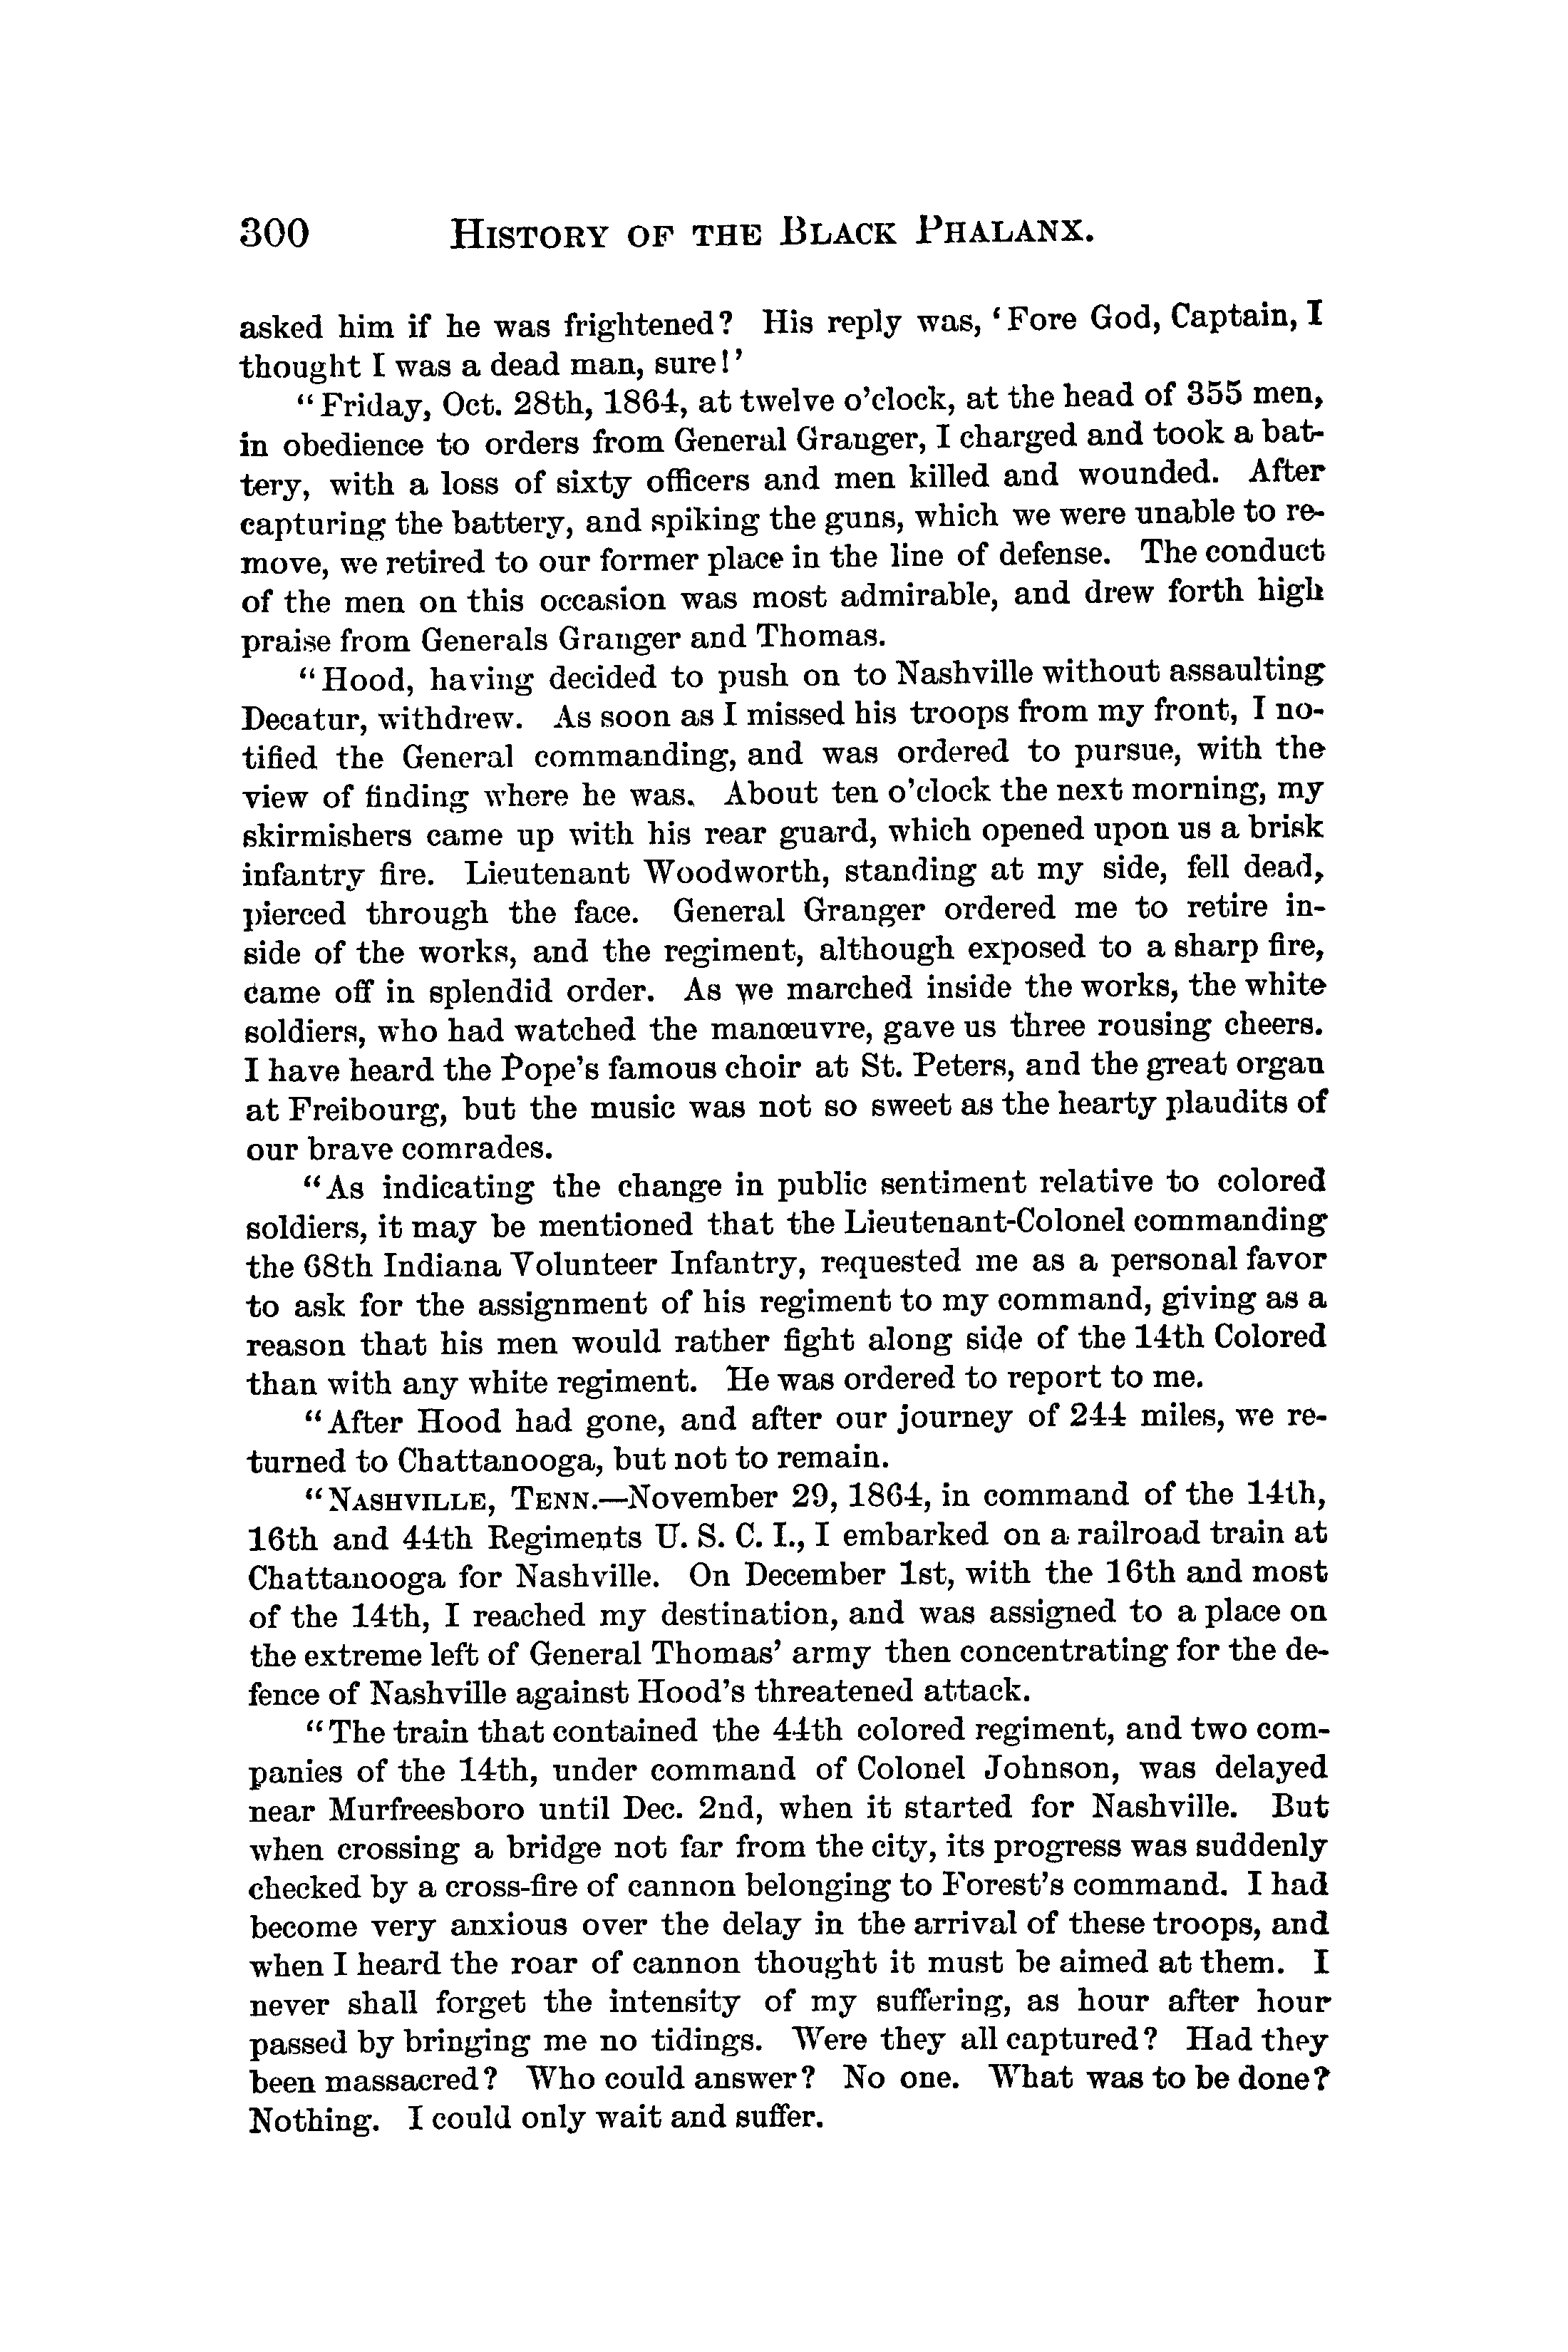 300 HISTORY OF THE BLACK PHALANX.
asked him if he was frightened? His reply was, ‘Fore God, Captain, I
thought I was a dead man, sure!’
“Friday, Oct. 28th, 1864, at twelve o’clock, at the head of 355 men,
in obedience to orders from General Granger, I charged and took a bat-
tery, with a loss of sixty officers and men killed and wounded. After
capturing the battery, and spiking the guns, which we were unable to re-
move, we retired to our former place in the line of defense. The conduct
of the men on this occasion was most admirable, and drew forth high
praise from Generals Granger and Thomas.
“Hood, having decided to push on to Nashville without assaulting
Decatur, withdrew. As soon as I missed his troops from my front, I no-
tified the General commanding, and was ordered to pursue, with the
view of finding where he was. About ten o’clock the next morning, my
skirmishers came up with his rear guard, which opened upon us a brisk
infantry fire. Lieutenant Woodworth, standing at my side, fell dead,
pierced through the face. General Granger ordered me to retire in-
side of the works, and the regiment, although exposed to a sharp fire,
came off in splendid order. As we marched inside the works, the white
soldiers, who had watched the manœuvre, gave us three rousing cheers.
I have heard the Pope’s famous choir at St. Peters, and the great organ
at Freibourg, but the music was not so sweet as the hearty plaudits of
our brave comrades.
“As indicating the change in public sentiment relative to colored
soldiers, it may be mentioned that the Lieutenant-Colonel commanding
the 68th Indiana Volunteer Infantry, requested me as a personal favor
to ask for the assignment of his regiment to my command, giving as a
reason that his men would rather fight along side of the 14th Colored
than with any white regiment. He was ordered to report to me.
“After Hood had gone, and after our journey of 244 miles, we re-
turned to Chattanooga, but not to remain.
“NASHVILLE, TENN.—November 29, 1864, in command of the 14th,
16th and 44th Regiments U. S. C. I., I embarked on a railroad train at
Chattanooga for Nashville. On December 1st, with the 16th and most
of the 14th, I reached my destination, and was assigned to a place on
the extreme left of General Thomas’ army then concentrating for the de-
fence of Nashville against Hood’s threatened attack.
“The train that contained the 44th colored regiment, and two com-
panies of the 14th, under command of Colonel Johnson, was delayed
near Murfreesboro until Dec. 2nd, when it started for Nashville. But
when crossing a bridge not far from the city, its progress was suddenly
checked by a cross-fire of cannon belonging to Forest’s command. I had
become very anxious over the delay in the arrival of these troops, and
when I heard the roar of cannon thought it must be aimed at them. I
never shall forget the intensity of my suffering, as hour after hour
passed by bringing me no tidings. Were they all captured? Had they
been massacred? Who could answer? No one. What was to be done?
Nothing. I could only wait and suffer.